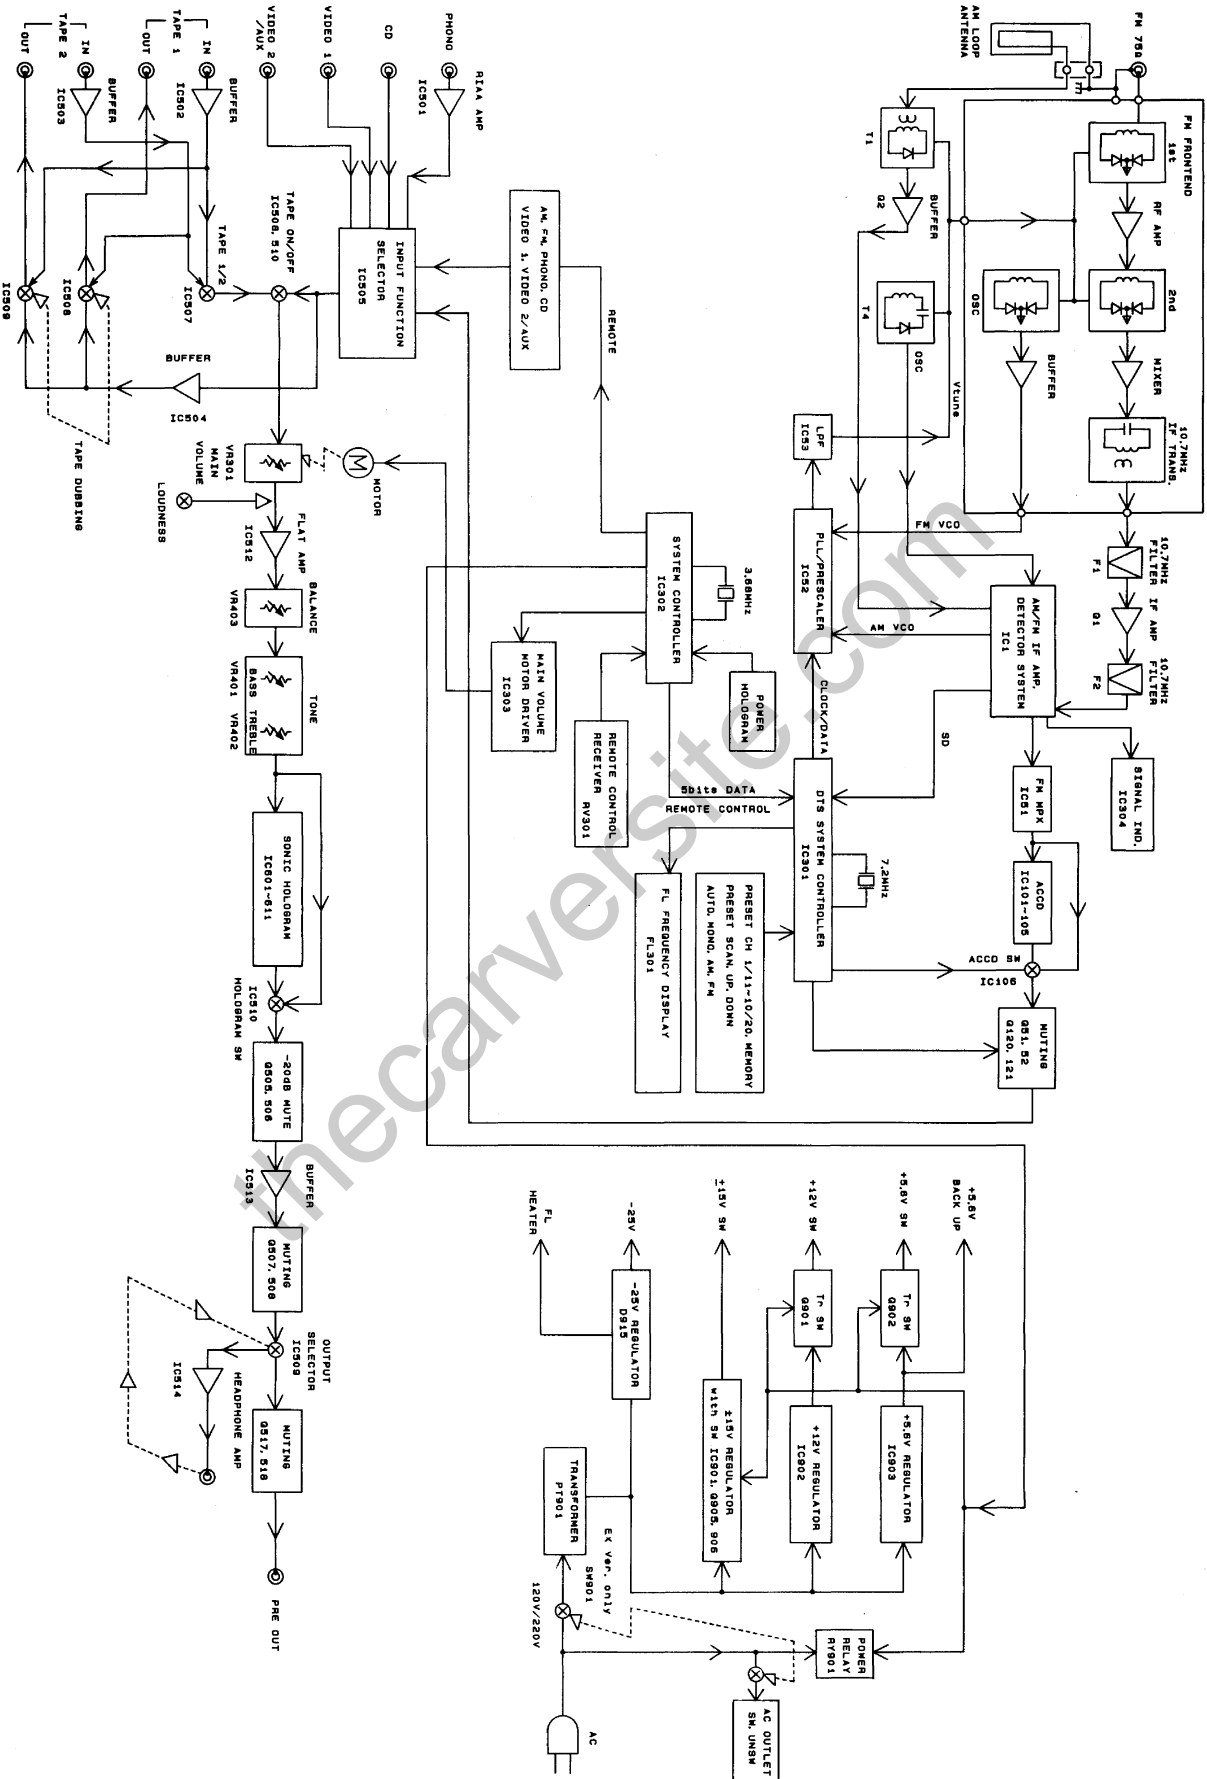 FM 75Ω
AM LOOP
ANTENNA
FM FRONTEND
1st
RF AMP
2nd
MIXER
10.7MHz
IF TRANS.
OSC
BUFFER
T1
Q2
BUFFER
T4
OSC
Vtune
10.7MHz
FILTER
F1
IF AMP
Q1
10.7MHz
FILTER
F2
FM VCO
AM VCO
LPF
IC53
PLL/PRESCALER
IC52
CLOCK/DATA
AM/FM IF AMP.
DETECTOR SYSTEM
IC1
SD
SIGNAL IND.
IC304
FM MPX
IC51
ACCD
IC101~105
ACCD SW
IC106
MUTING
Q51, 52
Q120, 121
DTS SYSTEM CONTROLLER
IC301
7.2MHz
5bits DATA
REMOTE CONTROL
PRESET CH 1/11~10/20, MEMORY
PRESET SCAN, UP, DOWN
AUTO, MONO, AM, FM
FL FREQUENCY DISPLAY
FL301
SYSTEM CONTROLLER
IC302
3.58MHz
POWER
HOLOGRAM
REMOTE CONTROL
RECEIVER RV301
MAIN VOLUME
MOTOR DRIVER
IC303
REMOTE
AM, FM, PHONO, CD
VIDEO 1, VIDEO 2/AUX
PHONO
RIAA AMP
IC501
CD
VIDEO 1
VIDEO 2
/AUX
INPUT FUNCTION
SELECTOR
IC505
TAPE ON/OFF
IC508, 510
TAPE 1
IN
OUT
BUFFER
IC502
TAPE 2
IN
OUT
BUFFER
IC503
TAPE 1/2
IC507
IC508
IC509
BUFFER
IC504
TAPE DUBBING
MOTOR
M
VR301
MAIN
VOLUME
LOUDNESS
FLAT AMP
IC512
BALANCE
VR403
TONE
BASS TREBLE
VR401 VR402
SONIC HOLOGRAM
IC601~611
IC510
HOLOGRAM SW
-20dB MUTE
Q505, 506
BUFFER
IC513
MUTING
Q507, 508
OUTPUT
SELECTOR
IC509
HEADPHONE AMP
IC514
MUTING
Q517, 518
PRE OUT
+5.6V
BACK UP
+5.6V SW
+12V SW
±15V SW
-25V
FL
HEATER
Tr SW
Q902
Tr SW
Q901
-25V REGULATOR
D915
+5.6V REGULATOR
IC903
+12V REGULATOR
IC902
±15V REGULATOR
with SW IC901, Q905, 906
TRANSFORMER
PT901
EX Ver. only
SW901
120V/220V
POWER
RELAY
RY901
AC OUTLET
SW, UNSW
AC
thecarversite.com